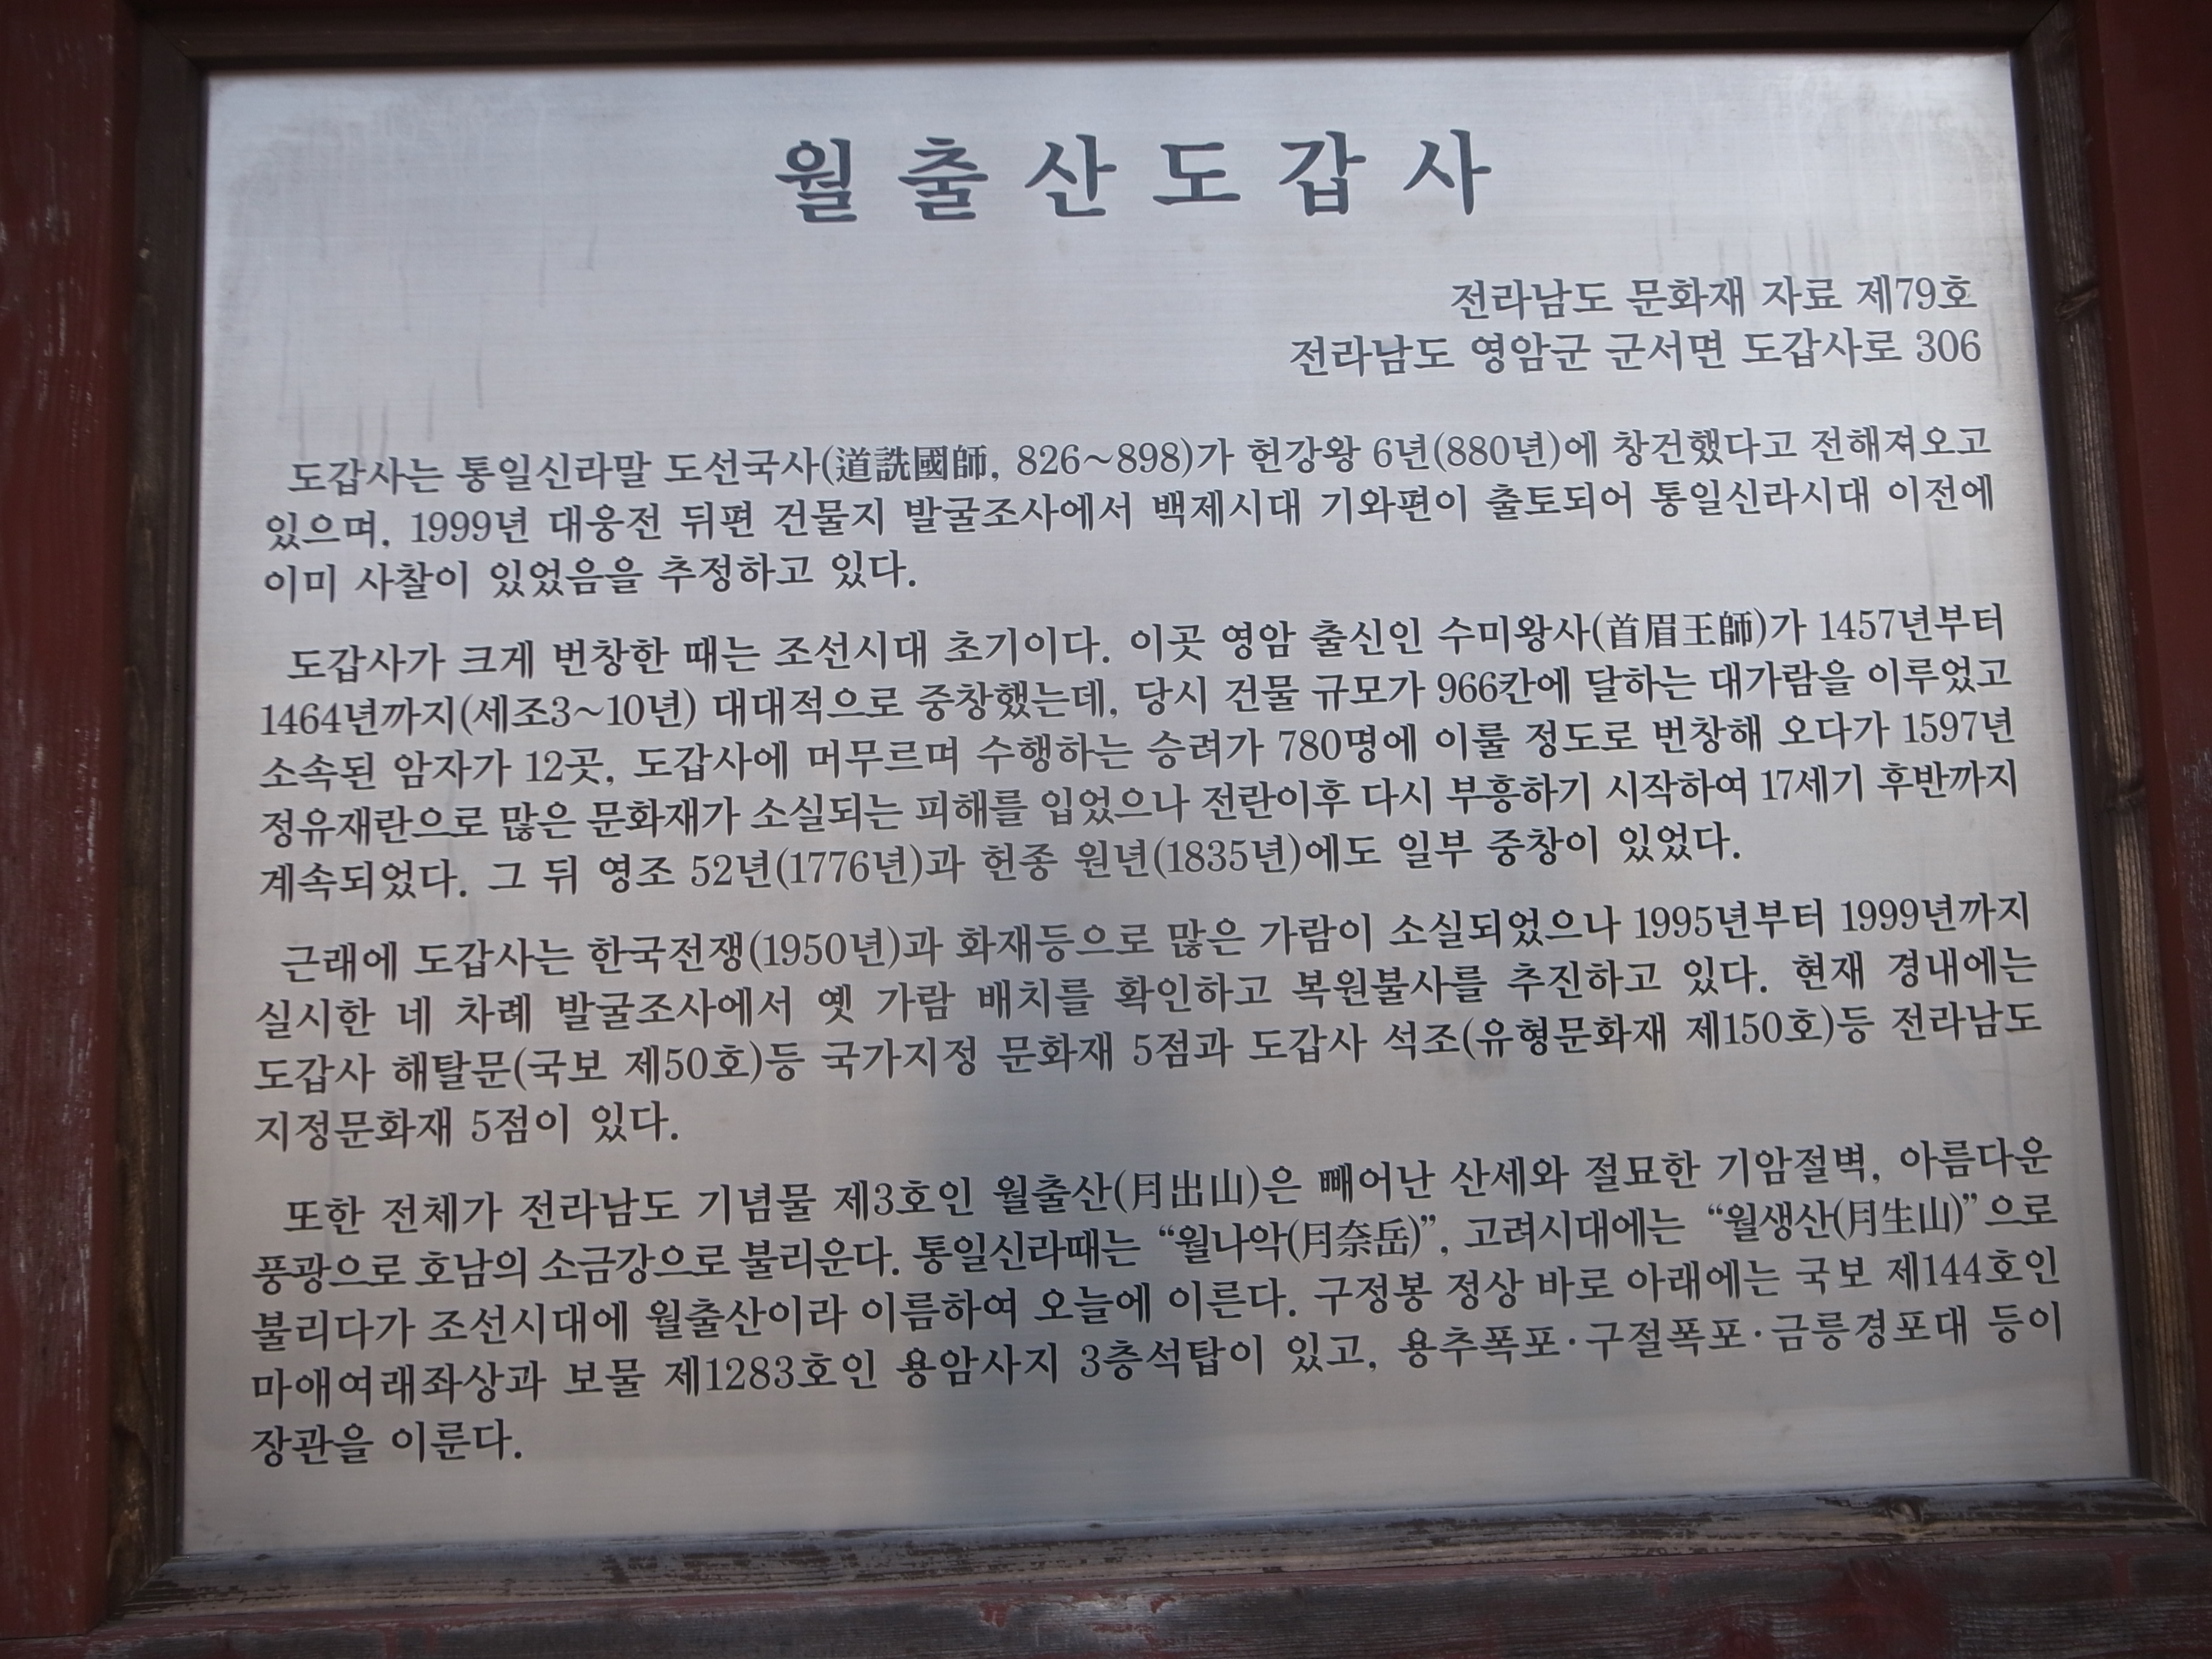 월출산도갑사
전라남도 문화재 자료 제79호
전라남도 영암군 군서면 도갑사로 306
도갑사는 통일신라말 도선국사(道詵國師, 826~898)가 헌강왕 6년(880년)에 창건했다고 전해져오고
있으며, 1999년 대웅전 뒤편 건물지 발굴조사에서 백제시대 기와편이 출토되어 통일신라시대 이전에
이미 사찰이 있었음을 추정하고 있다.
도갑사가 크게 번창한 때는 조선시대 초기이다. 이곳 영암 출신인 수미왕사(首眉王師)가 1457년부터
1464년까지(세조3~10년) 대대적으로 중창했는데, 당시 건물 규모가 966칸에 달하는 대가람을 이루었고
소속된 암자가 12곳, 도갑사에 머무르며 수행하는 승려가 780명에 이룰 정도로 번창해 오다가 1597년
정유재란으로 많은 문화재가 소실되는 피해를 입었으나 전란이후 다시 부흥하기 시작하여 17세기 후반까지
계속되었다. 그 뒤 영조 52년(1776년)과 헌종 원년(1835년)에도 일부 중창이 있었다.
근래에 도갑사는 한국전쟁(1950년)과 화재등으로 많은 가람이 소실되었으나 1995년부터 1999년까지
실시한 네 차례 발굴조사에서 옛 가람 배치를 확인하고 복원불사를 추진하고 있다. 현재 경내에는
도갑사 해탈문(국보 제50호)등 국가지정 문화재 5점과 도갑사 석조(유형문화재 제150호)등 전라남도
지정문화재 5점이 있다.
또한 전체가 전라남도 기념물 제3호인 월출산(月出山)은 빼어난 산세와 절묘한 기암절벽, 아름다운
풍광으로 호남의 소금강으로 불리운다. 통일신라때는 “월나악(月奈岳)”, 고려시대에는 “월생산(月生山)”으로
불리다가 조선시대에 월출산이라 이름하여 오늘에 이른다. 구정봉 정상 바로 아래에는 국보 제144호인
마애여래좌상과 보물 제1283호인 용암사지 3층석탑이 있고, 용추폭포·구절폭포·금릉경포대 등이
장관을 이룬다.